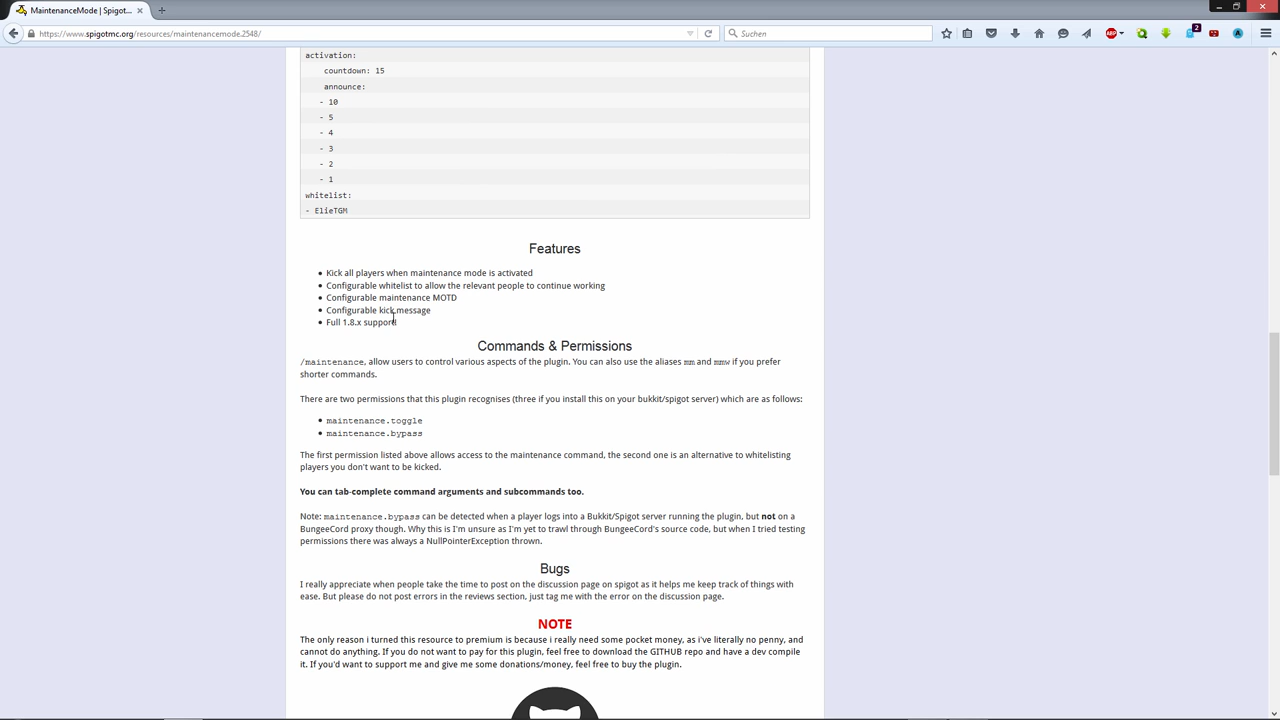 MaintenanceMode | Spigot...
https://www.spigotmc.org/resources/maintenancemode.2548/
Suchen
ABP
2
activation:
countdown: 15
announce:
- 10
- 5
- 4
- 3
- 2
- 1
whitelist:
- ElieTGM
Features
Kick all players when maintenance mode is activated
Configurable whitelist to allow the relevant people to continue working
Configurable maintenance MOTD
Configurable kick message
Full 1.8.x support!
Commands & Permissions
/maintenance, allow users to control various aspects of the plugin. You can also use the aliases mm and mmw if you prefer
shorter commands.
There are two permissions that this plugin recognises (three if you install this on your bukkit/spigot server) which are as follows:
maintenance.toggle
maintenance.bypass
The first permission listed above allows access to the maintenance command, the second one is an alternative to whitelisting
players you don't want to be kicked.
You can tab-complete command arguments and subcommands too.
Note: maintenance.bypass can be detected when a player logs into a Bukkit/Spigot server running the plugin, but not on a
BungeeCord proxy though. Why this is I'm unsure as I'm yet to trawl through BungeeCord's source code, but when I tried testing
permissions there was always a NullPointerException thrown.
Bugs
I really appreciate when people take the time to post on the discussion page on spigot as it helps me keep track of things with
ease. But please do not post errors in the reviews section, just tag me with the error on the discussion page.
NOTE
The only reason i turned this resource to premium is because i really need some pocket money, as i've literally no penny, and
cannot do anything. If you do not want to pay for this plugin, feel free to download the GITHUB repo and have a dev compile
it. If you'd want to support me and give me some donations/money, feel free to buy the plugin.